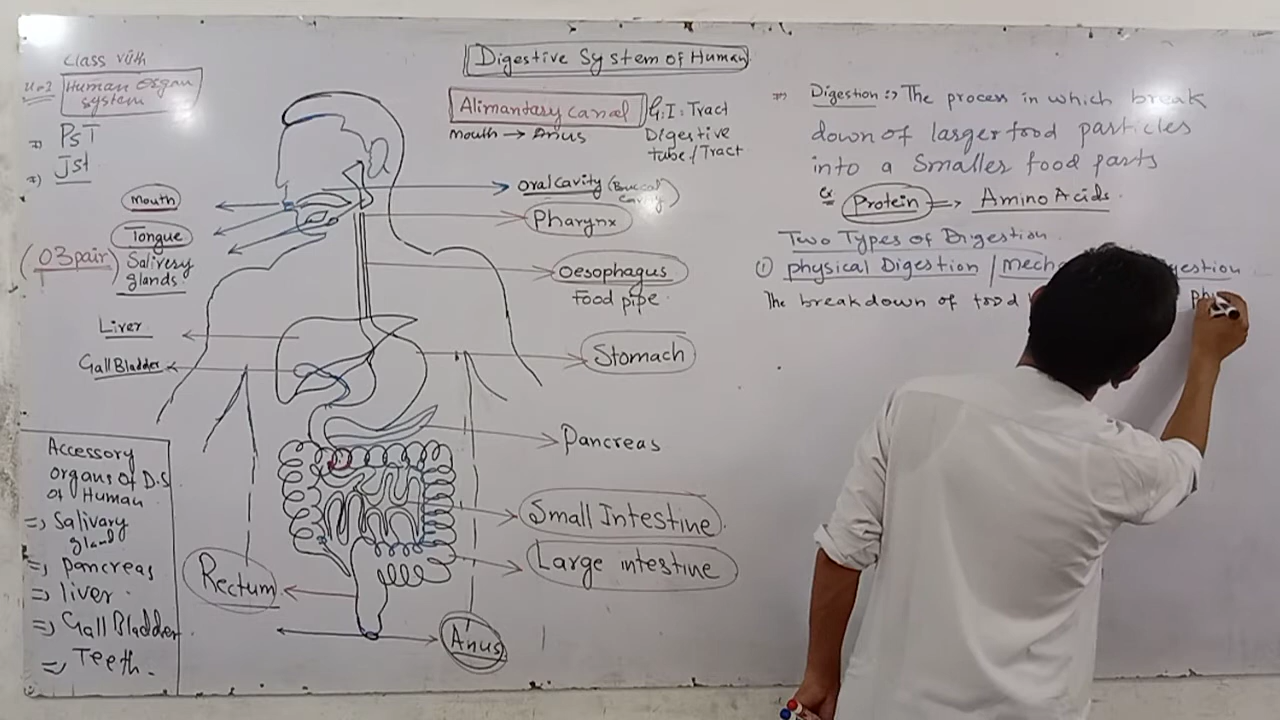 Class VIIth
U.2 Human Organ
system
=> PST
=> Jst
Digestive System of Human
Alimantary canal
G.I. Tract
Mouth → Anus
Digestive
tube / Tract
Mouth
Tongue
(03 pair) Salivery
glands
Liver
Gall Bladder
Oral cavity (Buccal
cavity)
Pharynx
Oesophagus
Food pipe
Stomach
Pancreas
Small Intestine
Large intestine
Rectum
Anus
Accessory
organs of D.S
of Human
=> Salivary
gland
=> pancreas
=> liver
=> Gall Bladder
=> Teeth
=> Digestion :> The process in which break
down of larger food particles
into a smaller food parts
ex Protein => Amino Acids
Two Types of Digestion
① physical Digestion / Mech
The breakdown of food